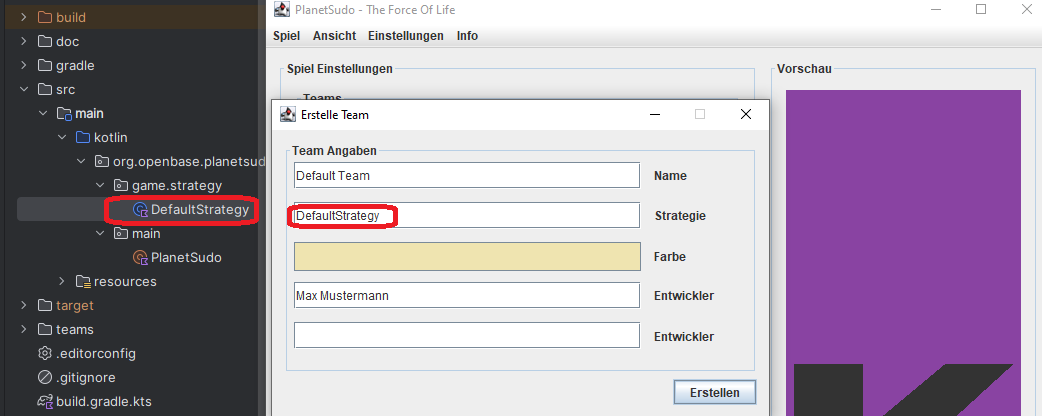 build
doc
gradle
src
main
kotlin
org.openbase.planetsud
game.strategy
DefaultStrategy
main
PlanetSudo
resources
target
teams
.editorconfig
.gitignore
build.gradle.kts
PlanetSudo - The Force Of Life
Spiel Ansicht Einstellungen Info
Spiel Einstellungen
Teams
Vorschau
Erstelle Team
Team Angaben
Default Team Name
DefaultStrategy Strategie
Farbe
Max Mustermann Entwickler
Entwickler
Erstellen